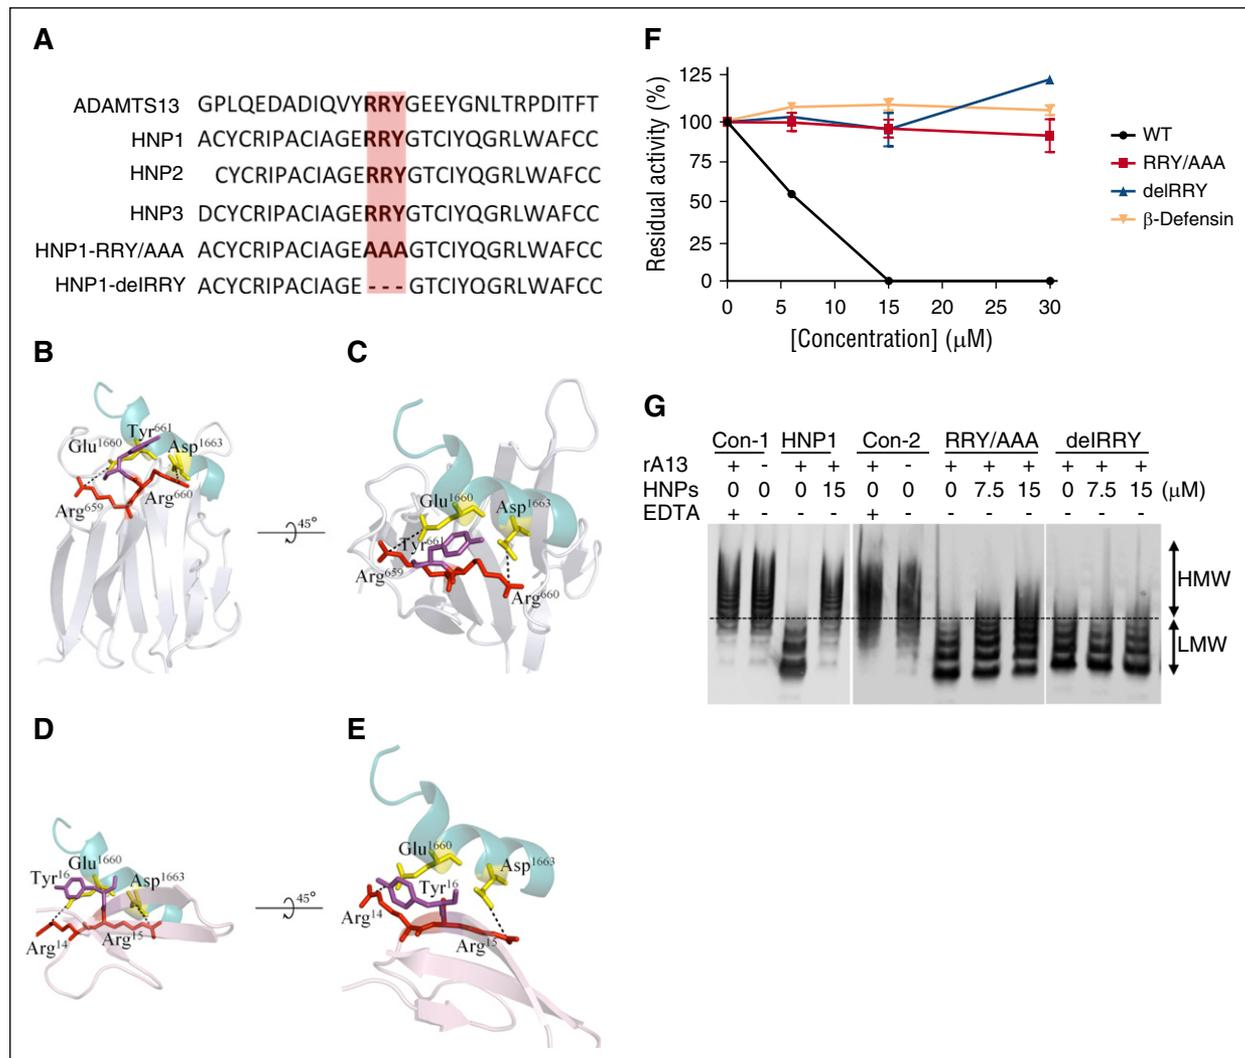 A
ADAMTS13 GPLQEDADIQVYRRYGEEYGNLTRPDITFT
HNP1 ACYCRIPACIAGERRYGTCIYQGRLWAFCC
HNP2 CYCRIPACIAGERRYGTCIYQGRLWAFCC
HNP3 DCYCRIPACIAGERRYGTCIYQGRLWAFCC
HNP1-RRY/AAA ACYCRIPACIAGEAAAGTCIYQGRLWAFCC
HNP1-delRRY ACYCRIPACIAGE---GTCIYQGRLWAFCC
B
Glu1660 Tyr661 Asp1663
Arg659 Arg660
45°
C
Glu1660 Asp1663
Tyr661
Arg659 Arg660
D
Glu1660
Tyr16 Asp1663
Arg14 Arg15
45°
E
Glu1660
Asp1663
Tyr16
Arg14
Arg15
F
Residual activity (%)
125
100
75
50
25
0
0 5 10 15 20 25 30
[Concentration] (μM)
WT
RRY/AAA
delRRY
β-Defensin
G
Con-1 HNP1 Con-2 RRY/AAA delRRY
rA13 + - + + + - + + + + + +
HNPs 0 0 0 15 0 0 0 7.5 15 0 7.5 15 (μM)
EDTA + +
HMW
LMW